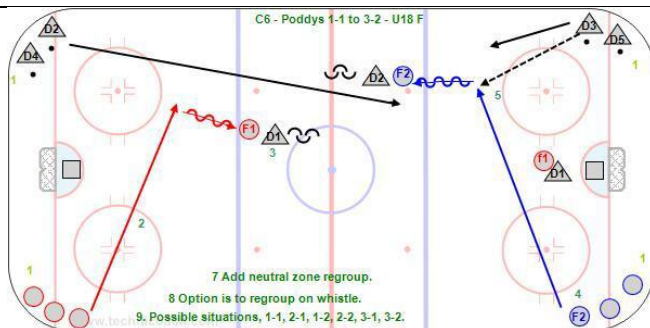 C6 - Poddys 1-1 to 3-2 - U18 F
D2
D3
D4
D5
1
1
D2
F2
5
F1
D1
3
f1
D1
2
7 Add neutral zone regroup.
1
4
1
8 Option is to regroup on whistle.
F2
9. Possible situations, 1-1, 2-1, 1-2, 2-2, 3-1, 3-2.